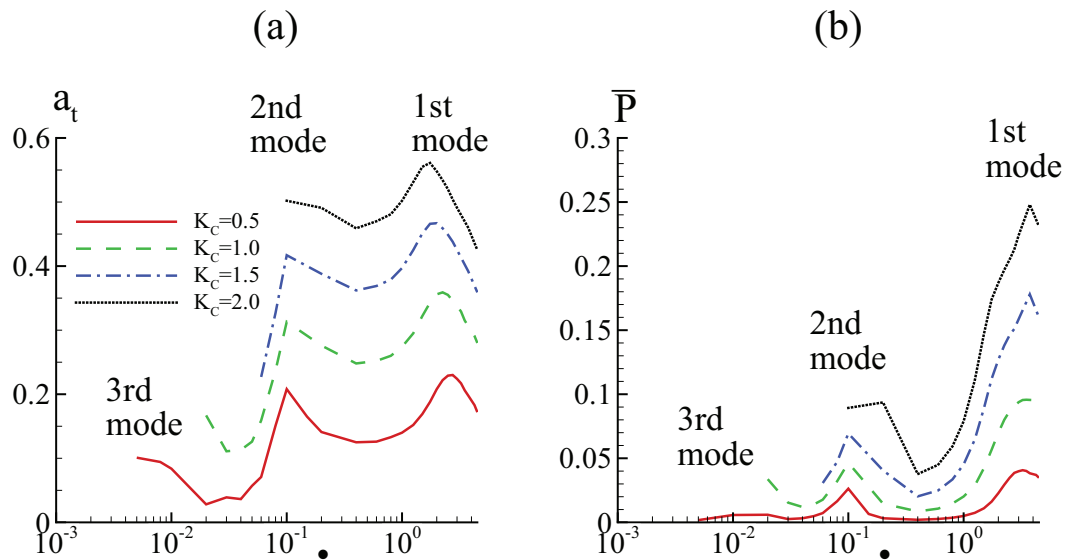 (a)
a_t
2nd
mode
1st
mode
0.6
0.4
0.2
0
K_C=0.5
K_C=1.0
K_C=1.5
K_C=2.0
3rd
mode
10^-3
10^-2
10^-1
10^0
•
(b)
P̅
1st
mode
0.3
0.25
0.2
0.15
0.1
0.05
0
2nd
mode
3rd
mode
10^-3
10^-2
10^-1
10^0
•